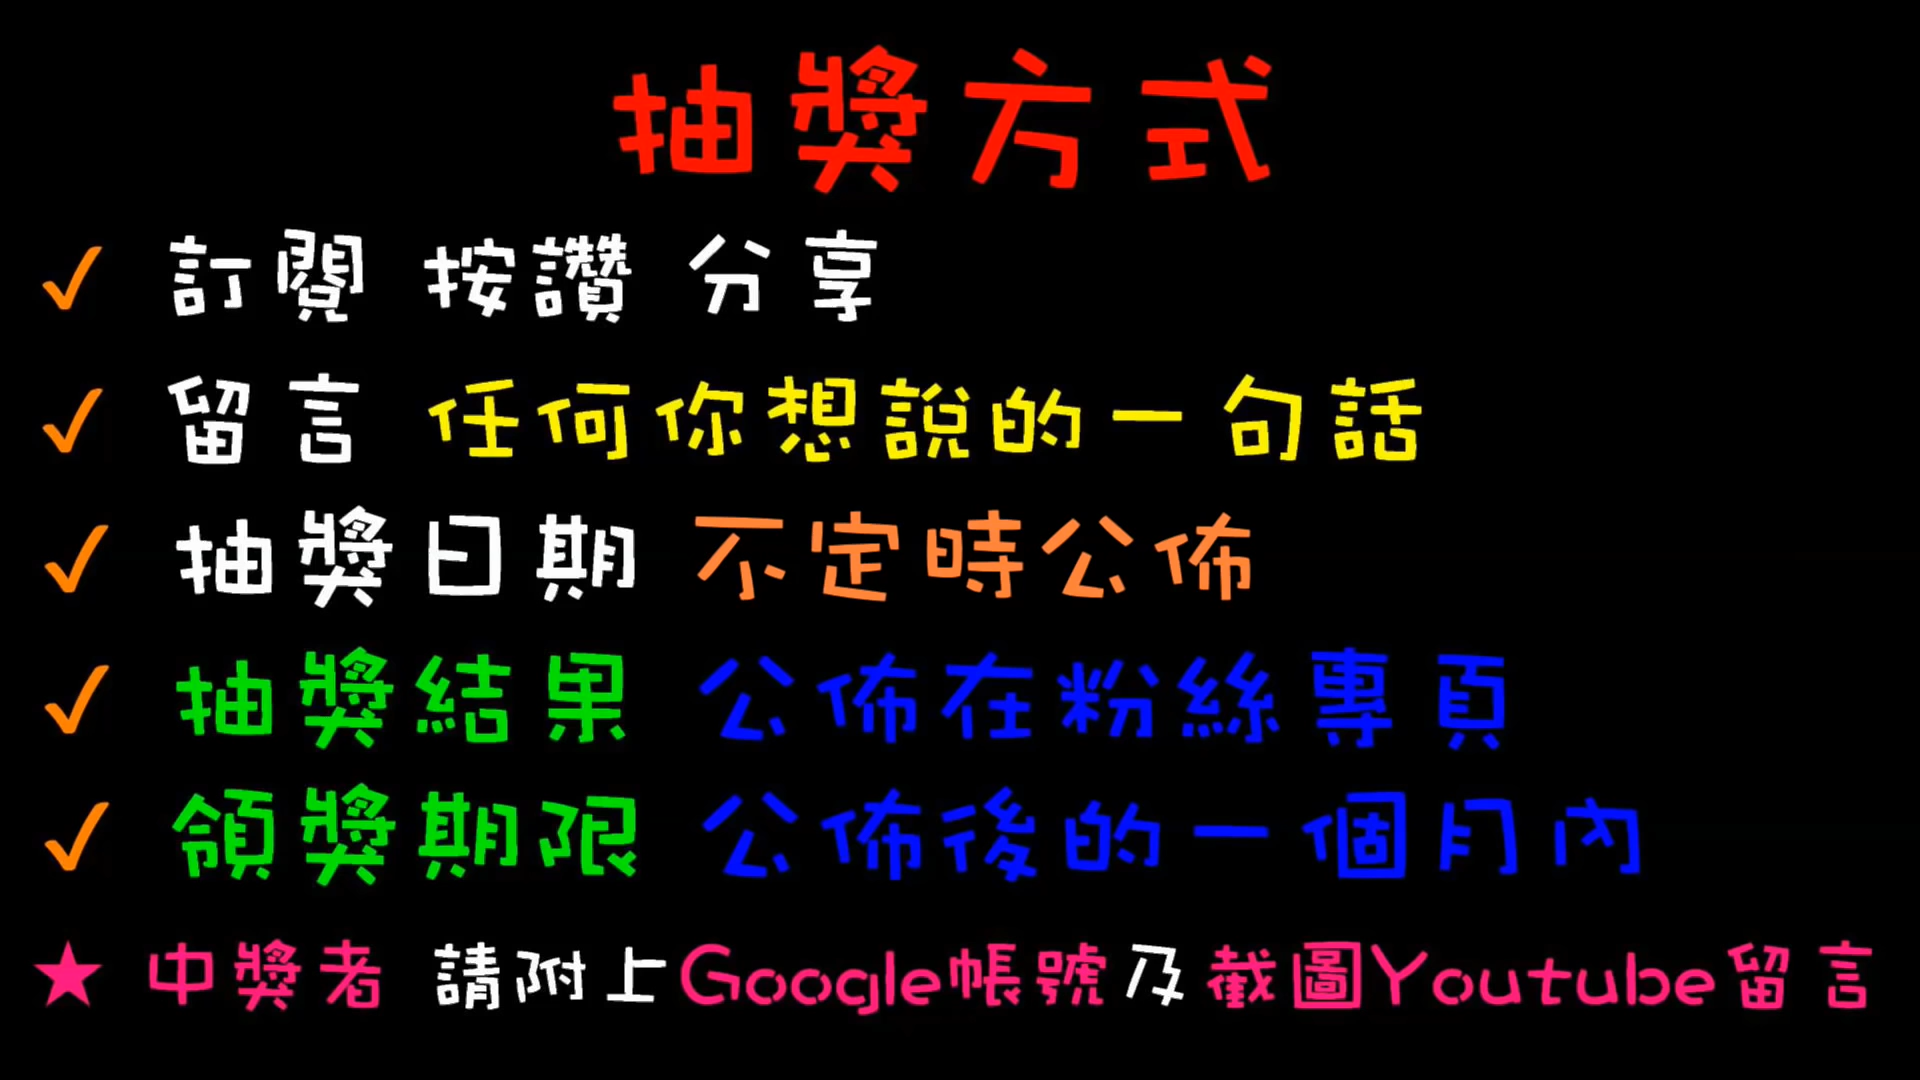 抽獎方式
✓ 訂閱 按讚 分享
✓ 留言 任何你想說的一句話
✓ 抽獎日期 不定時公佈
✓ 抽獎結果 公佈在粉絲專頁
✓ 領獎期限 公佈後的一個月內
★ 中獎者 請附上Google帳號及截圖Youtube留言